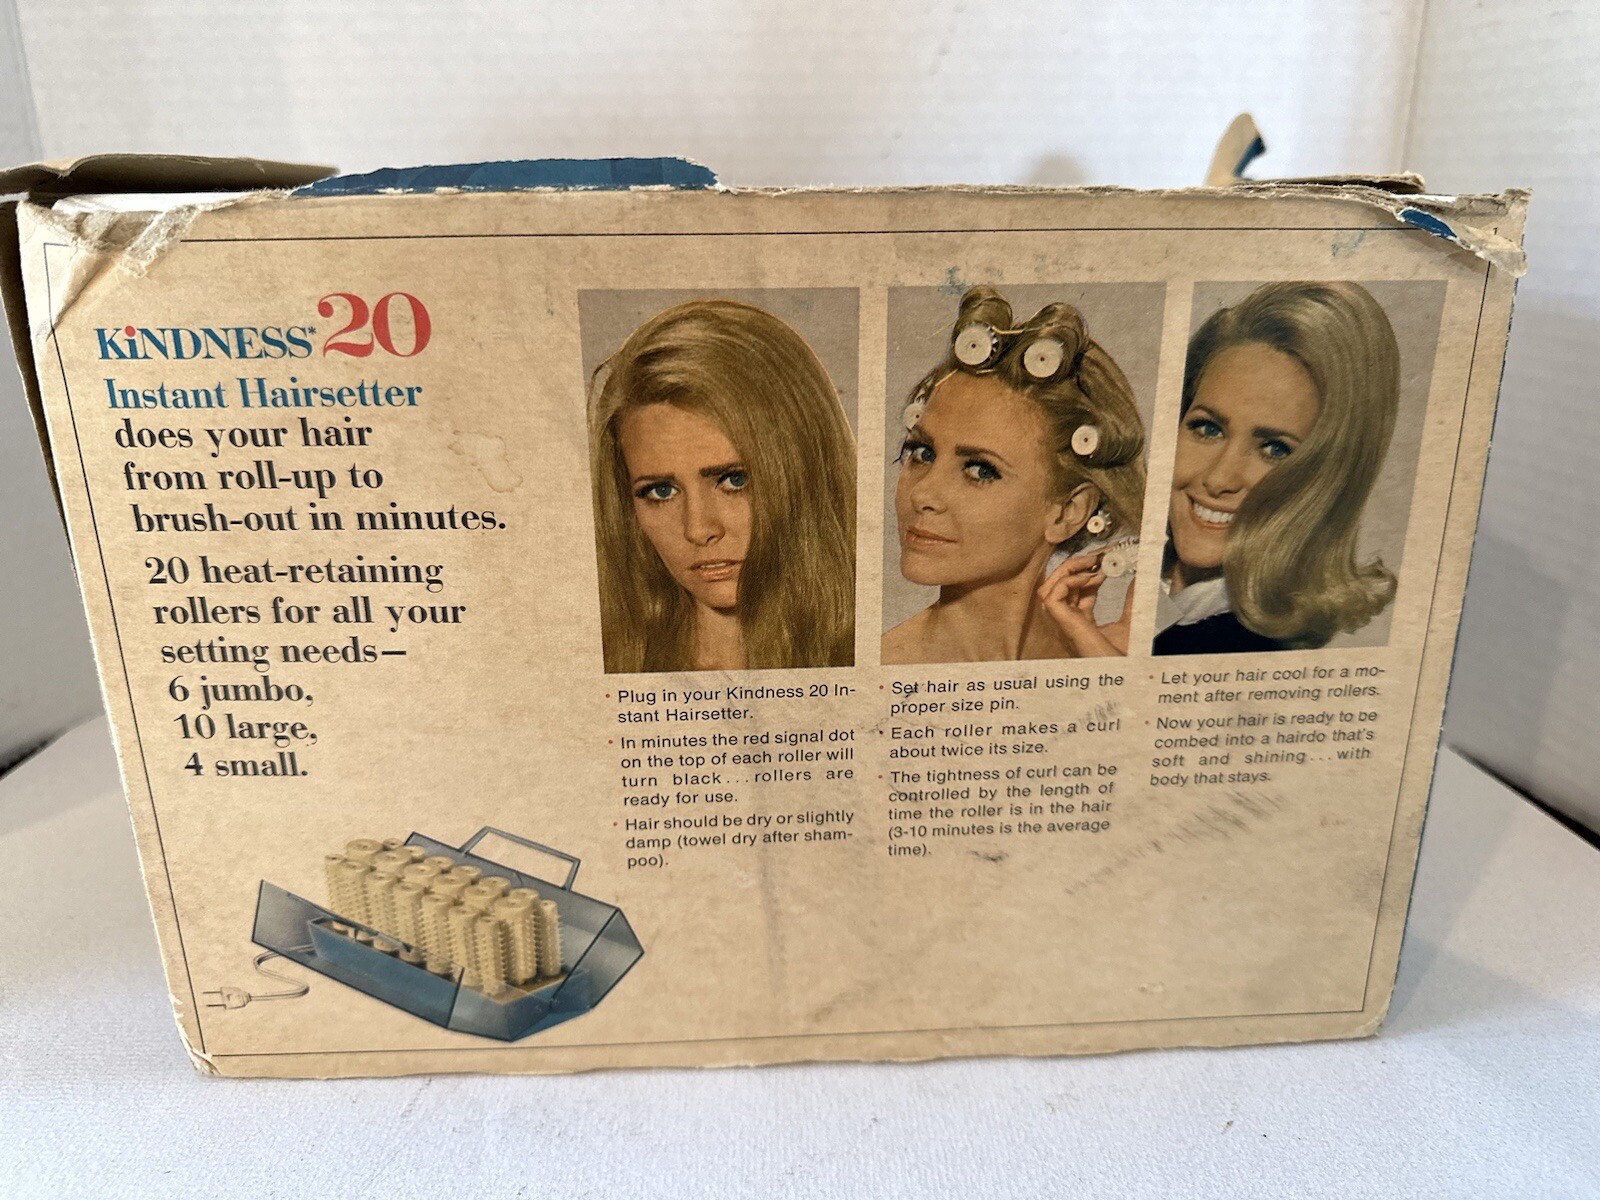 KiNDNESS* 20
Instant Hairsetter
does your hair
from roll-up to
brush-out in minutes.
20 heat-retaining
rollers for all your
setting needs—
6 jumbo,
10 large,
4 small.
• Plug in your Kindness 20 In-
stant Hairsetter.
• In minutes the red signal dot
on the top of each roller will
turn black...rollers are
ready for use.
• Hair should be dry or slightly
damp (towel dry after sham-
poo).
• Set hair as usual using the
proper size pin.
• Each roller makes a curl
about twice its size.
• The tightness of curl can be
controlled by the length of
time the roller is in the hair
(3-10 minutes is the average
time).
• Let your hair cool for a mo-
ment after removing rollers.
• Now your hair is ready to be
combed into a hairdo that's
soft and shining...with
body that stays.